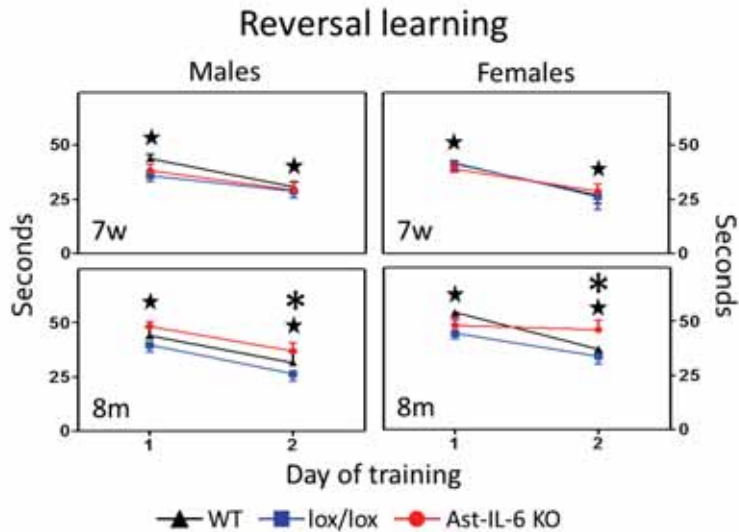 Reversal learning
Males Females
50 ★ ★ ★ ★ 50
25 25
0 7w 7w 0
Seconds Seconds
★ * ★ ★ * ★
50 50
25 25
0 8m 8m 0
1 2 1 2
Day of training
WT lox/lox Ast-IL-6 KO